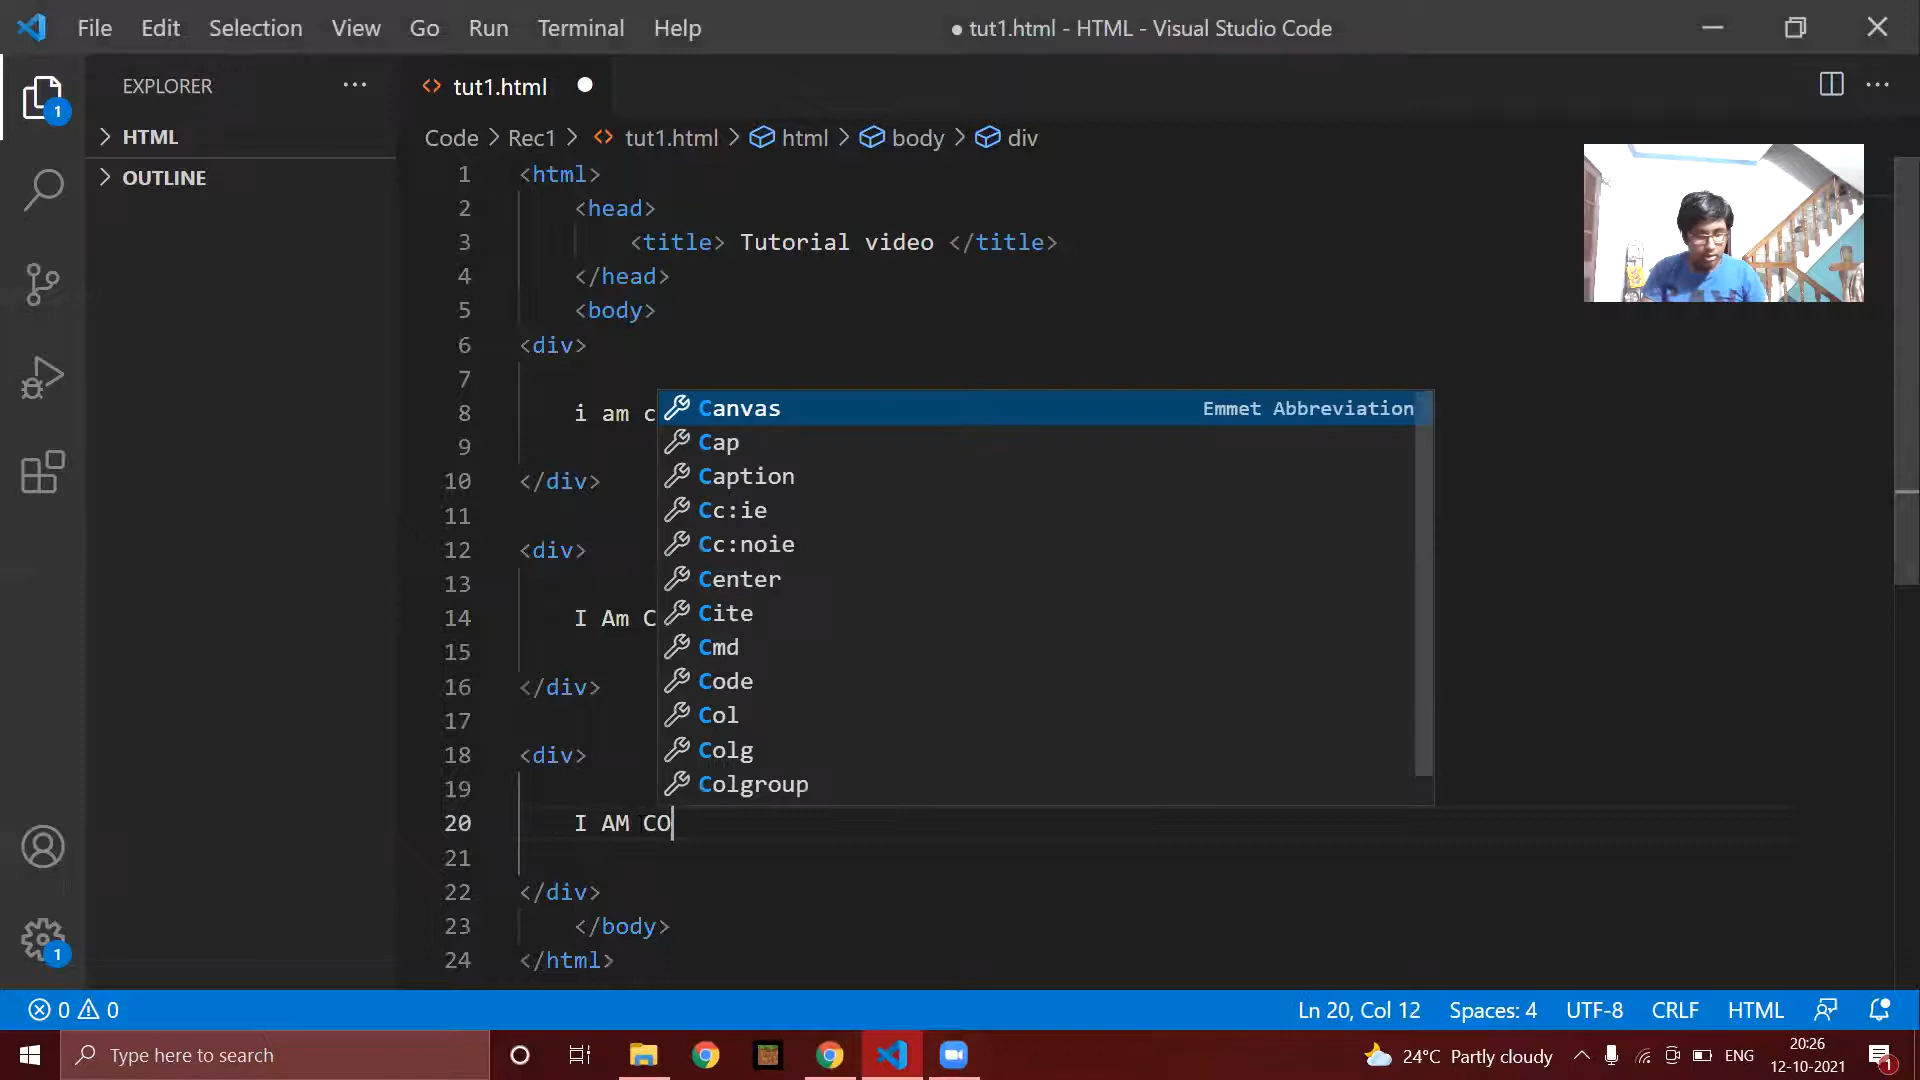 File Edit Selection View Go Run Terminal Help
● tut1.html - HTML - Visual Studio Code
EXPLORER
tut1.html
1
HTML
Code > Rec1 > tut1.html > html > body > div
OUTLINE
1 <html>
2 <head>
3 <title> Tutorial video </title>
4 </head>
5 <body>
6 <div>
7
8 i am c
9
10 </div>
11
12 <div>
13
14 I Am C
15
16 </div>
17
18 <div>
19
20 I AM CO
21
22 </div>
23 </body>
24 </html>
Canvas Emmet Abbreviation
Cap
Caption
Cc:ie
Cc:noie
Center
Cite
Cmd
Code
Col
Colg
Colgroup
1
0 0
Ln 20, Col 12 Spaces: 4 UTF-8 CRLF HTML
Type here to search
24°C Partly cloudy
ENG
20:26
12-10-2021
1